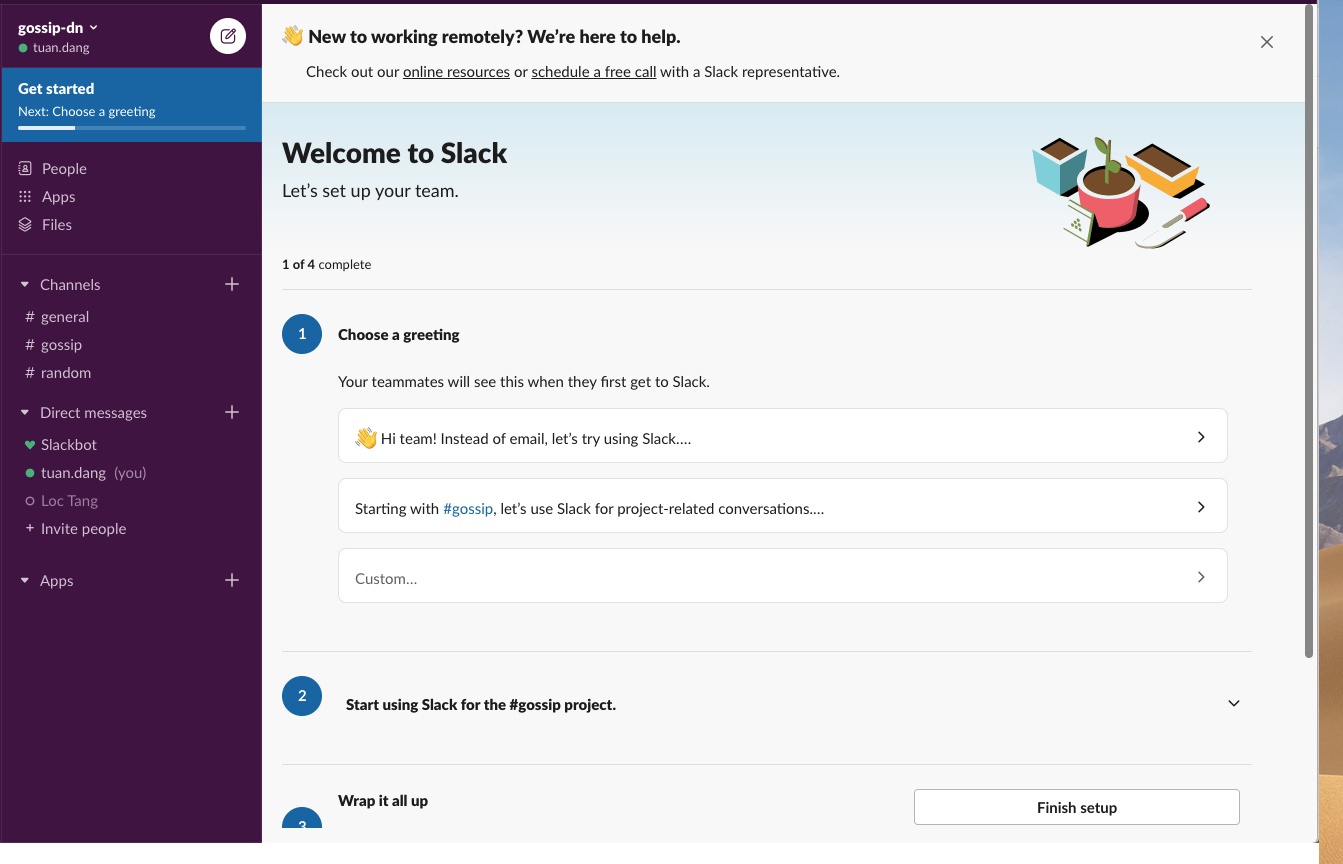 gossip-dn
tuan.dang
Get started
Next: Choose a greeting
People
Apps
Files
Channels
# general
# gossip
# random
Direct messages
Slackbot
tuan.dang (you)
Loc Tang
+ Invite people
Apps
👋 New to working remotely? We’re here to help.
Check out our online resources or schedule a free call with a Slack representative.
Welcome to Slack
Let’s set up your team.
1 of 4 complete
1 Choose a greeting
Your teammates will see this when they first get to Slack.
👋 Hi team! Instead of email, let’s try using Slack....
Starting with #gossip, let’s use Slack for project-related conversations....
Custom...
2 Start using Slack for the #gossip project.
3 Wrap it all up
Finish setup